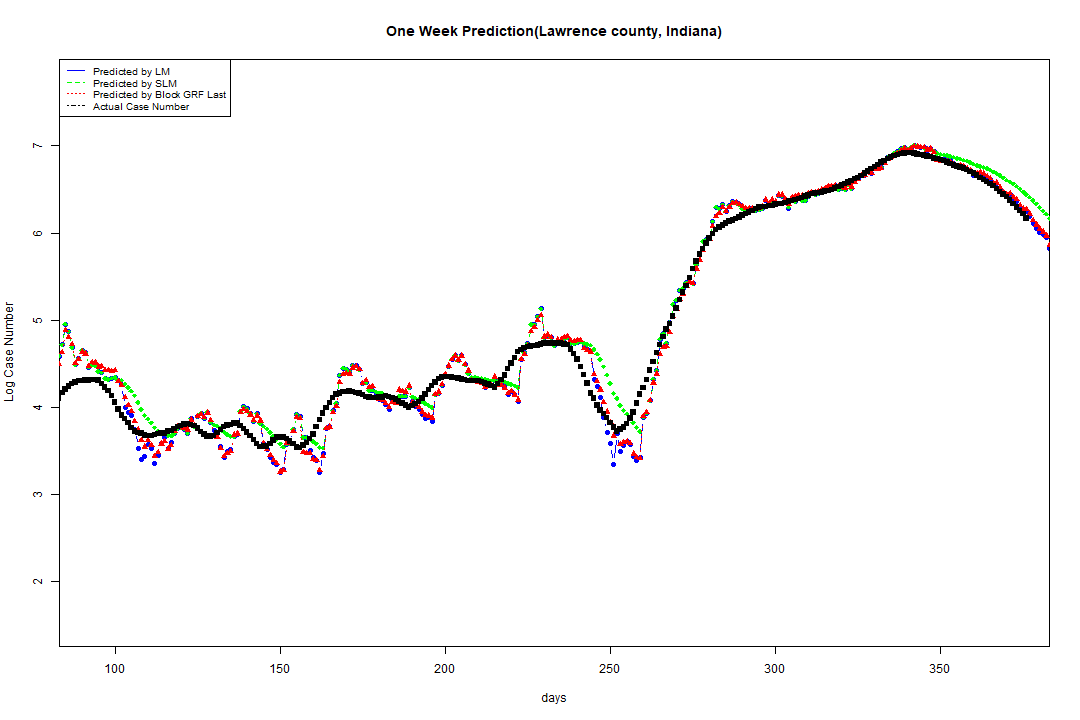 One Week Prediction(Lawrence county, Indiana)
Predicted by LM
Predicted by SLM
Predicted by Block GRF Last
Actual Case Number
Log Case Number
7
6
5
4
3
2
100 150 200 250 300 350
days